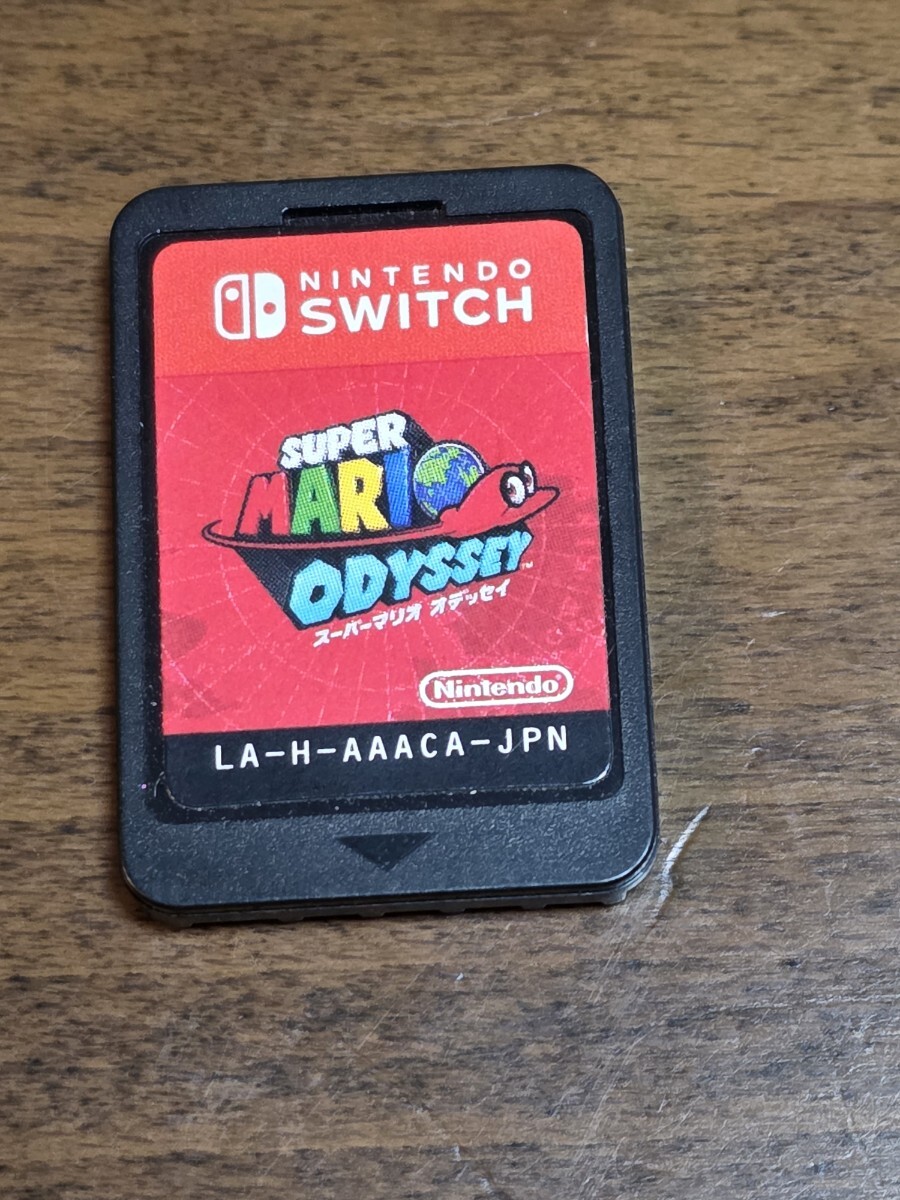 NINTENDO
SWITCH
SUPER
MARIO
ODYSSEY™
スーパーマリオ オデッセイ
Nintendo
LA-H-AAACA-JPN